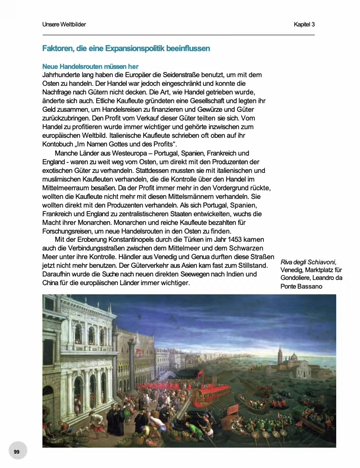 Unsere Weltbilder
Kapitel 3
Faktoren, die eine Expansionspolitik beeinflussen
Neue Handelsrouten müssen her
Jahrhunderte lang haben die Europäer die Seidenstraße benutzt, um mit dem
Osten zu handeln. Der Handel war jedoch eingeschränkt und konnte die
Nachfrage nach Gütern nicht decken. Die Art, wie Handel getrieben wurde,
änderte sich auch. Etliche Kaufleute gründeten eine Gesellschaft und legten ihr
Geld zusammen, um Handelsreisen zu finanzieren und Gewürze und Güter
zurückzubringen. Den Profit vom Verkauf dieser Güter teilten sie sich. Vom
Handel zu profitieren wurde immer wichtiger und gehörte inzwischen zum
europäischen Weltbild. Italienische Kaufleute schrieben oft oben auf ihr
Kontobuch „Im Namen Gottes und des Profits“.
Manche Länder aus Westeuropa – Portugal, Spanien, Frankreich und
England - waren zu weit weg vom Osten, um direkt mit den Produzenten der
exotischen Güter zu verhandeln. Stattdessen mussten sie mit italienischen und
muslimischen Kaufleuten verhandeln, die die Kontrolle über den Handel im
Mittelmeerraum besaßen. Da der Profit immer mehr in den Vordergrund rückte,
wollten die Kaufleute nicht mehr mit diesen Mittelsmännern verhandeln. Sie
wollten direkt mit den Produzenten verhandeln. Als sich Portugal, Spanien,
Frankreich und England zu zentralistischeren Staaten entwickelten, wuchs die
Macht ihrer Monarchen. Monarchen und reiche Kaufleute bezahlten für
Forschungsreisen, um neue Handelsrouten in den Osten zu finden.
Mit der Eroberung Konstantinopels durch die Türken im Jahr 1453 kamen
auch die Verbindungsstraßen zwischen dem Mittelmeer und dem Schwarzen
Meer unter ihre Kontrolle. Händler aus Venedig und Genua durften diese Straßen
jetzt nicht mehr benutzen. Der Güterverkehr aus Asien kam fast zum Stillstand.
Daraufhin wurde die Suche nach neuen direkten Seewegen nach Indien und
China für die europäischen Länder immer wichtiger.
Riva degli Schiavoni,
Venedig, Marktplatz für
Gondoliere, Leandro da
Ponte Bassano
99